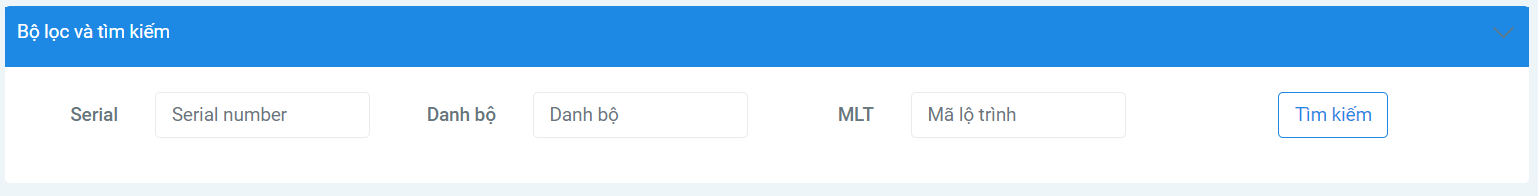 Bộ lọc và tìm kiếm
Serial Serial number Danh bộ Danh bộ MLT Mã lộ trình Tìm kiếm